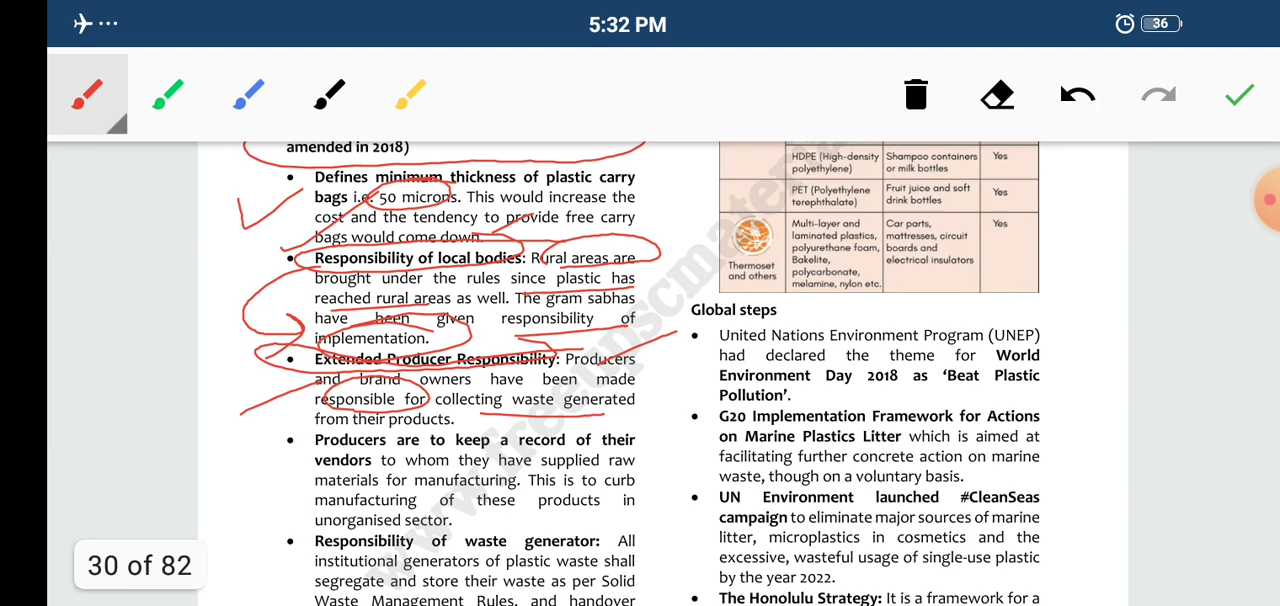 5:32 PM
36
amended in 2018)
• Defines minimum thickness of plastic carry
bags i.e. 50 microns. This would increase the
cost and the tendency to provide free carry
bags would come down.
• Responsibility of local bodies: Rural areas are
brought under the rules since plastic has
reached rural areas as well. The gram sabhas
have been given responsibility of
implementation.
• Extended Producer Responsibility: Producers
and brand owners have been made
responsible for collecting waste generated
from their products.
• Producers are to keep a record of their
vendors to whom they have supplied raw
materials for manufacturing. This is to curb
manufacturing of these products in
unorganised sector.
• Responsibility of waste generator: All
institutional generators of plastic waste shall
segregate and store their waste as per Solid
Waste Management Rules, and handover
HDPE (High-density
polyethylene)
Shampoo containers
or milk bottles
Yes
PET (Polyethylene
terephthalate)
Fruit juice and soft
drink bottles
Yes
Thermoset
and others
Multi-layer and
laminated plastics,
polyurethane foam,
Bakelite,
polycarbonate,
melamine, nylon etc.
Car parts,
mattresses, circuit
boards and
electrical insulators
Yes
Global steps
• United Nations Environment Program (UNEP)
had declared the theme for World
Environment Day 2018 as ‘Beat Plastic
Pollution’.
• G20 Implementation Framework for Actions
on Marine Plastics Litter which is aimed at
facilitating further concrete action on marine
waste, though on a voluntary basis.
• UN Environment launched #CleanSeas
campaign to eliminate major sources of marine
litter, microplastics in cosmetics and the
excessive, wasteful usage of single-use plastic
by the year 2022.
• The Honolulu Strategy: It is a framework for a
30 of 82